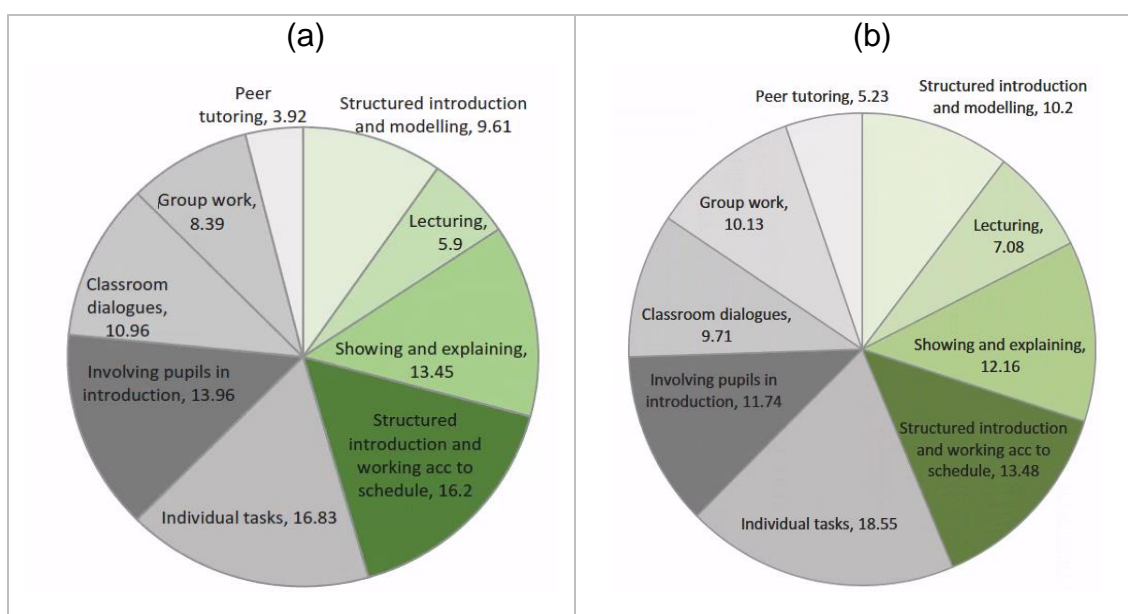 (a)
Peer
tutoring, 3.92
Structured introduction
and modelling, 9.61
Lecturing,
5.9
Showing and explaining,
13.45
Structured
introduction and
working acc to
schedule, 16.2
Individual tasks, 16.83
Involving pupils in
introduction, 13.96
Classroom
dialogues,
10.96
Group work,
8.39
(b)
Peer tutoring, 5.23
Structured introduction
and modelling, 10.2
Lecturing,
7.08
Showing and explaining,
12.16
Structured introduction
and working acc to
schedule, 13.48
Individual tasks, 18.55
Involving pupils in
introduction, 11.74
Classroom dialogues,
9.71
Group work,
10.13